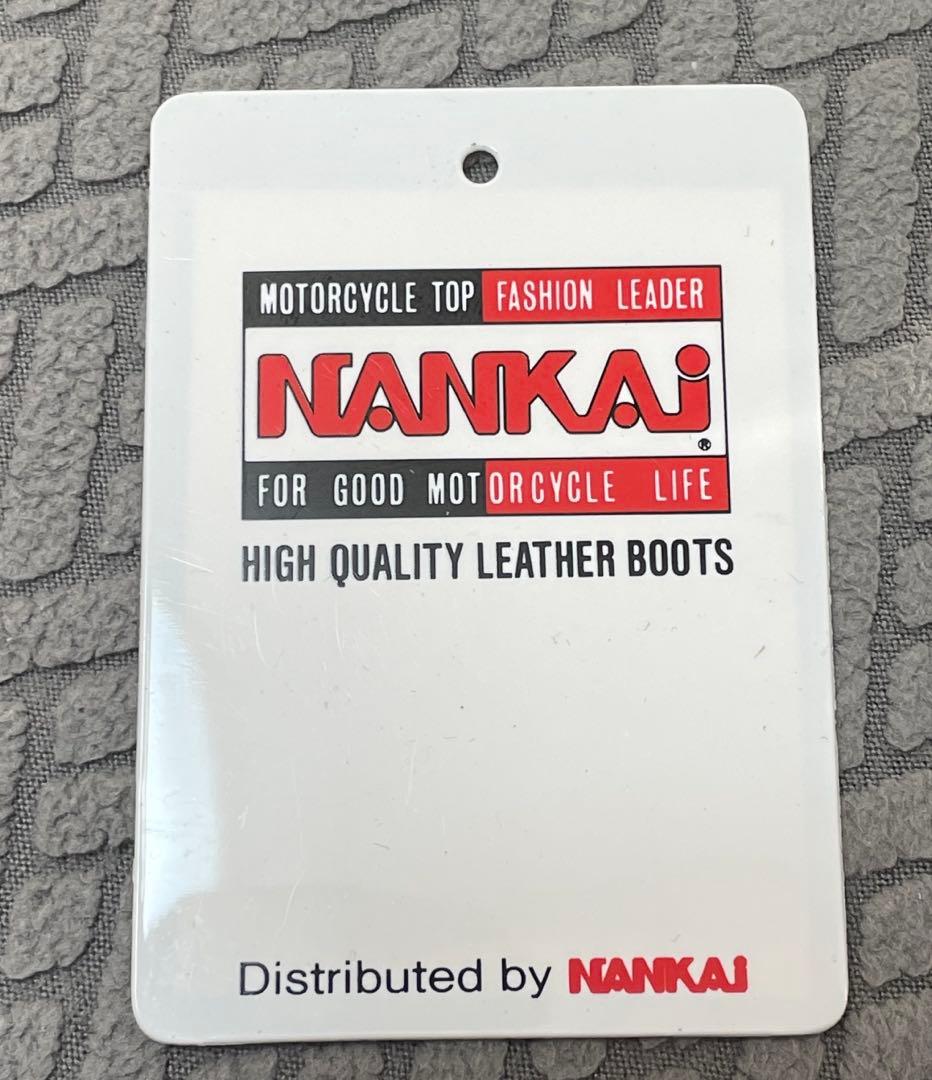 MOTORCYCLE TOP FASHION LEADER
NANKAi
®
FOR GOOD MOTORCYCLE LIFE
HIGH QUALITY LEATHER BOOTS
Distributed by NANKAi